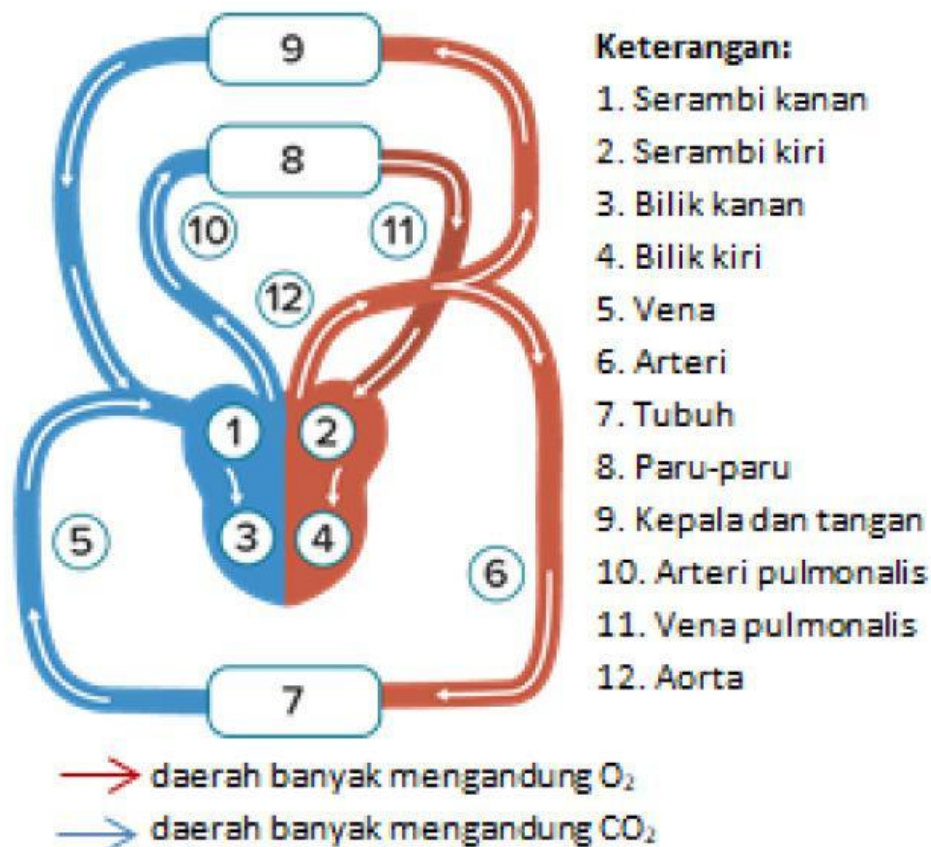 9
8
10
11
12
1
2
3
4
5
6
7
Keterangan:
1. Serambi kanan
2. Serambi kiri
3. Bilik kanan
4. Bilik kiri
5. Vena
6. Arteri
7. Tubuh
8. Paru-paru
9. Kepala dan tangan
10. Arteri pulmonalis
11. Vena pulmonalis
12. Aorta
daerah banyak mengandung O₂
daerah banyak mengandung CO₂